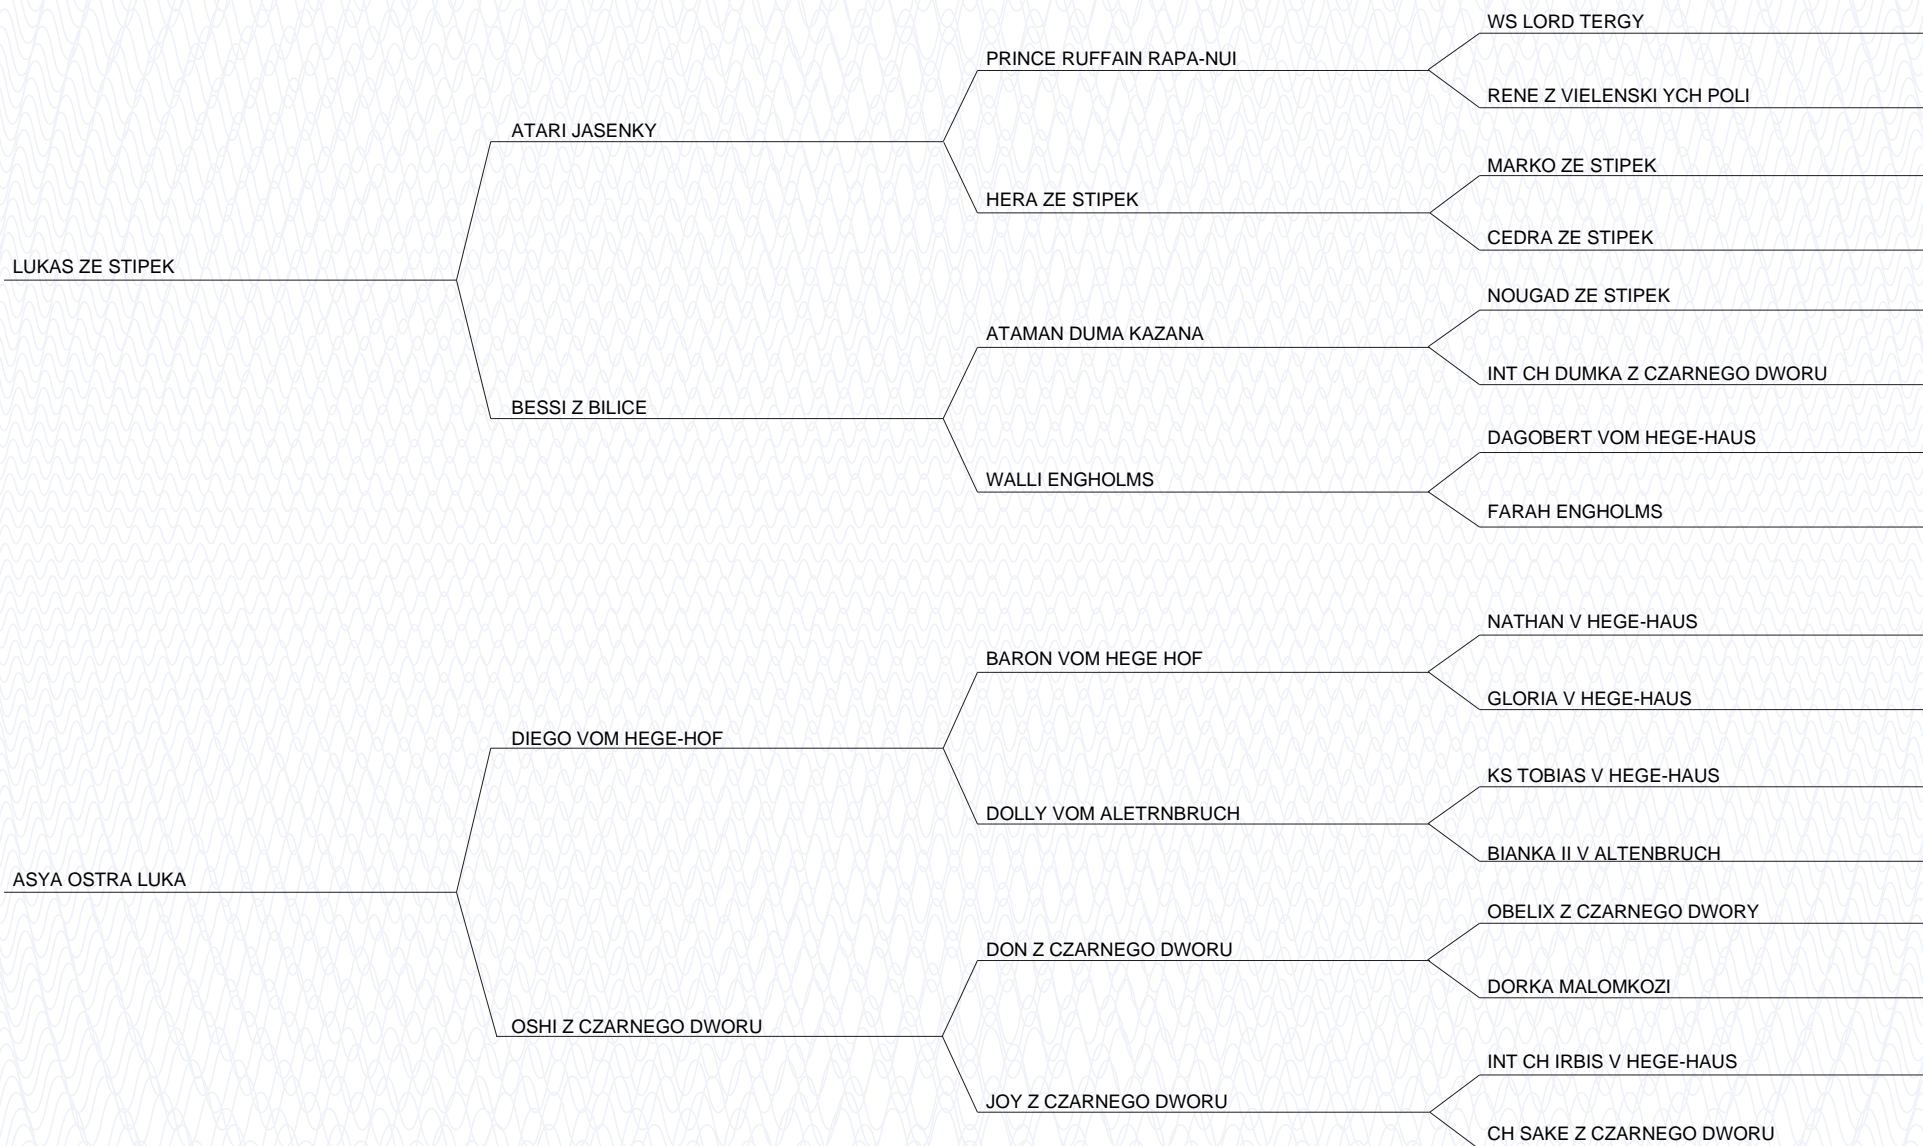 WS LORD TERGY
PRINCE RUFFAIN RAPA-NUI
RENE Z VIELENSKI YCH POLI
ATARI JASENKY
MARKO ZE STIPEK
HERA ZE STIPEK
CEDRA ZE STIPEK
LUKAS ZE STIPEK
NOUGAD ZE STIPEK
ATAMAN DUMA KAZANA
INT CH DUMKA Z CZARNEGO DWORU
BESSI Z BILICE
DAGOBERT VOM HEGE-HAUS
WALLI ENGHOLMS
FARAH ENGHOLMS
NATHAN V HEGE-HAUS
BARON VOM HEGE HOF
GLORIA V HEGE-HAUS
DIEGO VOM HEGE-HOF
KS TOBIAS V HEGE-HAUS
DOLLY VOM ALETRNBRUCH
BIANKA II V ALTENBRUCH
ASYA OSTRA LUKA
OBELIX Z CZARNEGO DWORY
DON Z CZARNEGO DWORU
DORKA MALOMKOZI
OSHI Z CZARNEGO DWORU
INT CH IRBIS V HEGE-HAUS
JOY Z CZARNEGO DWORU
CH SAKE Z CZARNEGO DWORU